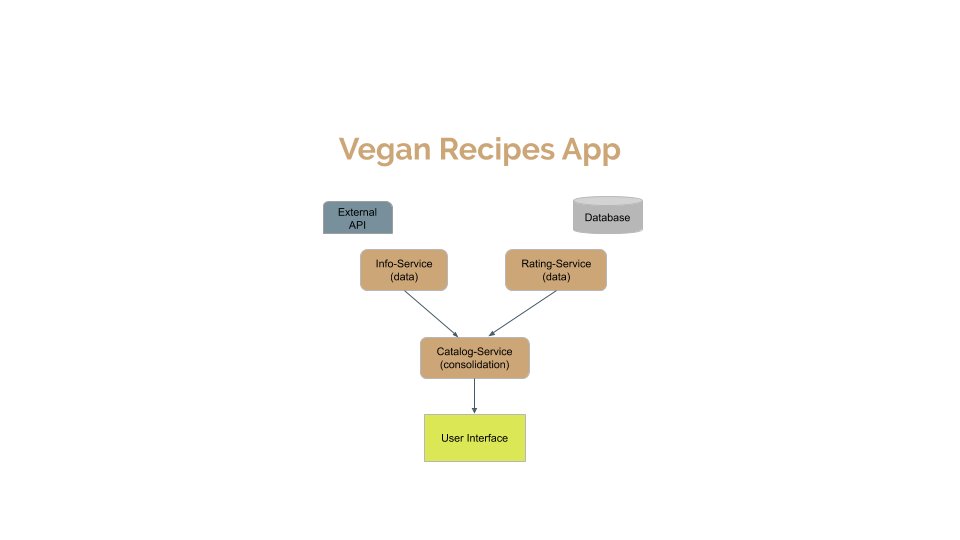 Vegan Recipes App
External
API
Database
Info-Service
(data)
Rating-Service
(data)
Catalog-Service
(consolidation)
User Interface